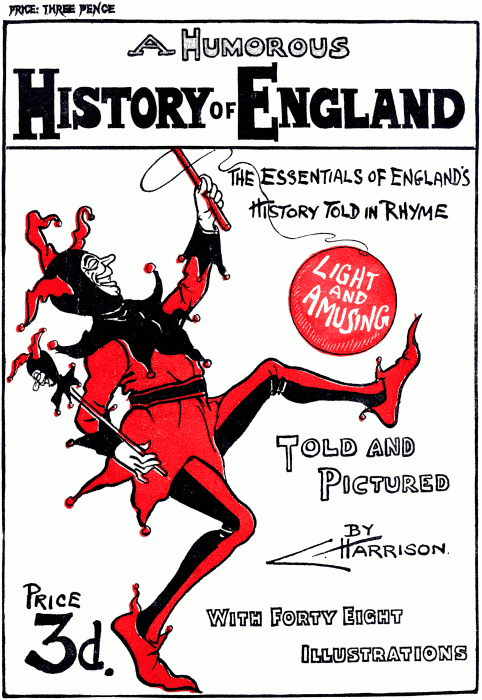 PRICE: THREE PENCE
A HUMOROUS
HISTORY OF ENGLAND
THE ESSENTIALS OF ENGLAND'S
HISTORY TOLD IN RHYME
LIGHT
AND
AMUSING
TOLD AND
PICTURED
BY
C. HARRISON.
PRICE
3d.
WITH FORTY EIGHT
ILLUSTRATIONS